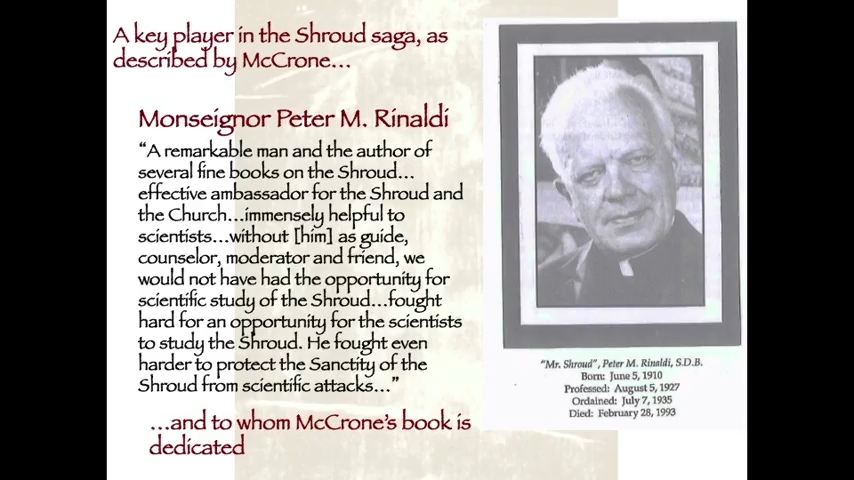 A key player in the Shroud saga, as
described by McCrone...
Monseignor Peter M. Rinaldi
“A remarkable man and the author of
several fine books on the Shroud...
effective ambassador for the Shroud and
the Church...immensely helpful to
scientists...without [him] as guide,
counselor, moderator and friend, we
would not have had the opportunity for
scientific study of the Shroud...fought
hard for an opportunity for the scientists
to study the Shroud. He fought even
harder to protect the Sanctity of the
Shroud from scientific attacks...”
...and to whom McCrone’s book is
dedicated
“Mr. Shroud”, Peter M. Rinaldi, S.D.B.
Born: June 5, 1910
Professed: August 5, 1927
Ordained: July 7, 1935
Died: February 28, 1993